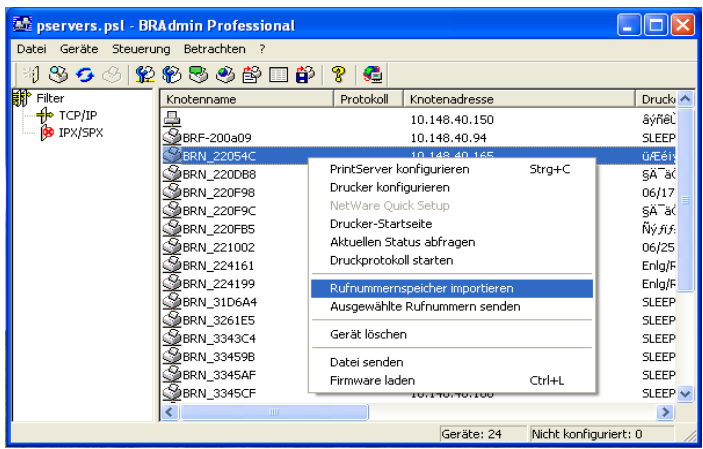 pservers.psl - BRAdmin Professional
Datei Geräte Steuerung Betrachten ?
Filter
TCP/IP
IPX/SPX
Knotenname Protokoll Knotenadresse Druck
10.148.40.150
BRF-200a09 10.148.40.94 SLEEP
BRN_22054C 10.148.40.165
BRN_220DB8
BRN_220F98 06/17
BRN_220F9C
BRN_220FB5
BRN_221002 06/25
BRN_224161 Enlg/R
BRN_224199 Enlg/R
BRN_31D6A4 SLEEP
BRN_3261E5 SLEEP
BRN_3343C4 SLEEP
BRN_33459B SLEEP
BRN_3345AF SLEEP
BRN_3345CF SLEEP
PrintServer konfigurieren Strg+C
Drucker konfigurieren
NetWare Quick Setup
Drucker-Startseite
Aktuellen Status abfragen
Druckprotokoll starten
Rufnummernspeicher importieren
Ausgewählte Rufnummern senden
Gerät löschen
Datei senden
Firmware laden Ctrl+L
Geräte: 24 Nicht konfiguriert: 0